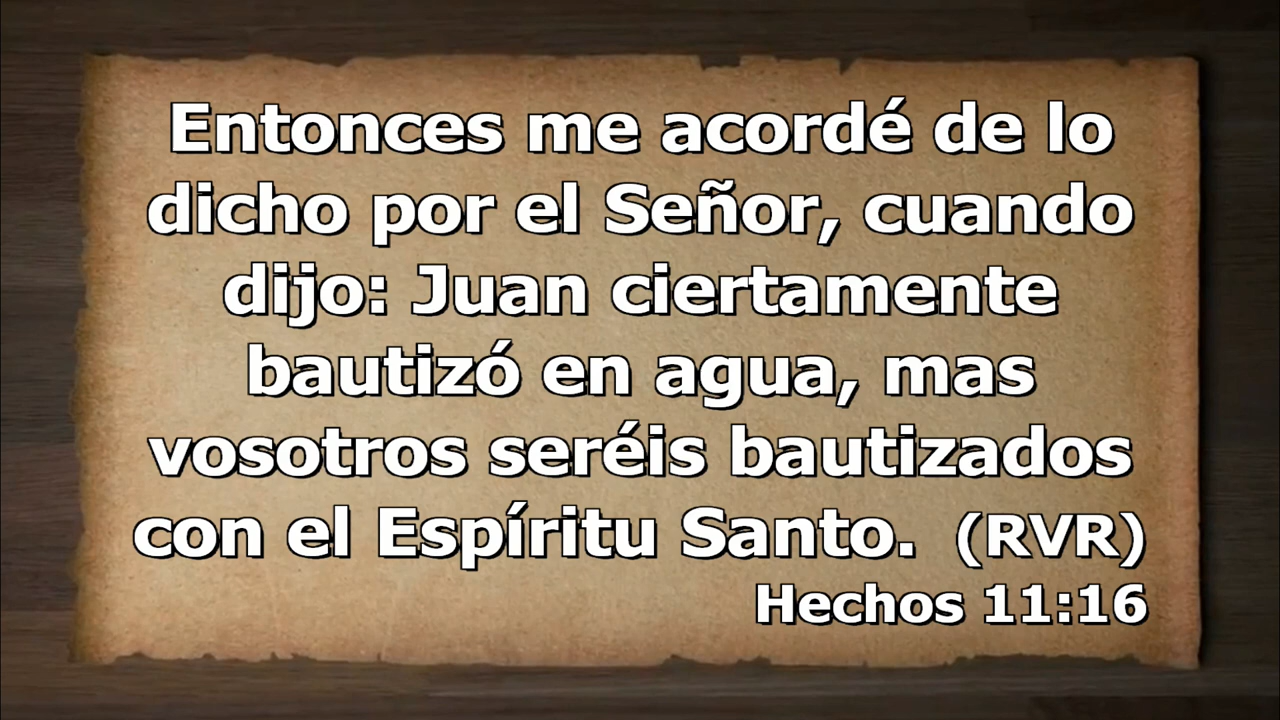 Entonces me acordé de lo
dicho por el Señor, cuando
dijo: Juan ciertamente
bautizó en agua, mas
vosotros seréis bautizados
con el Espíritu Santo. (RVR)
Hechos 11:16